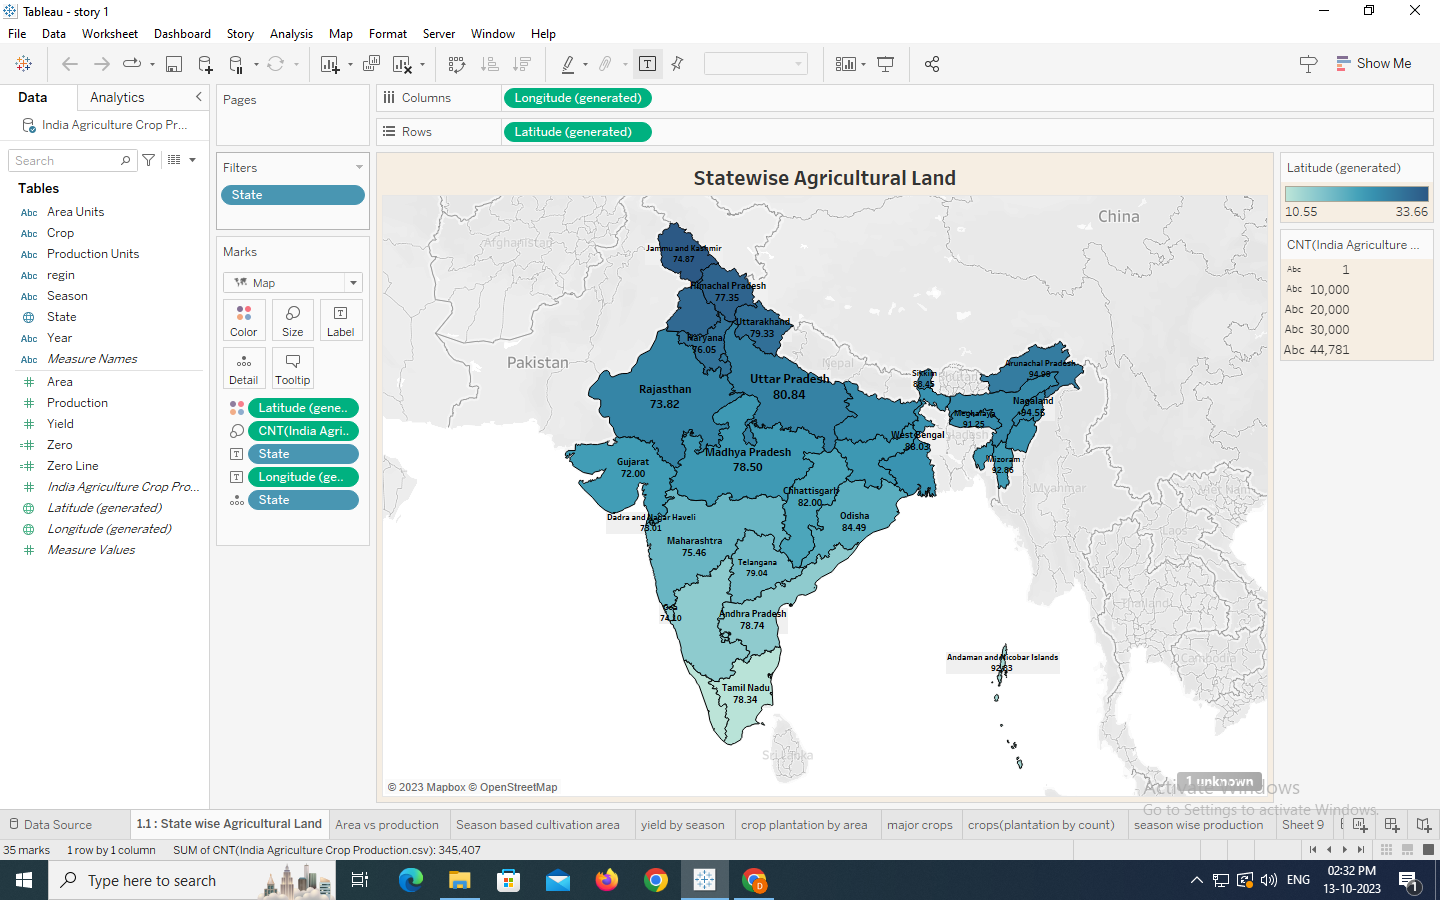 Tableau - story 1
File Data Worksheet Dashboard Story Analysis Map Format Server Window Help
Show Me
Data Analytics
India Agriculture Crop Pr...
Search
Tables
Abc Area Units
Abc Crop
Abc Production Units
Abc regin
Abc Season
State
Abc Year
Abc Measure Names
Area
Production
Yield
Zero
Zero Line
India Agriculture Crop Pro...
Latitude (generated)
Longitude (generated)
Measure Values
Pages
Filters
State
Marks
Map
Color Size Label
Detail Tooltip
Latitude (gene..
CNT(India Agri..
State
Longitude (ge..
State
Columns Longitude (generated)
Rows Latitude (generated)
Statewise Agricultural Land
China
Afghanistan
Jammu and Kashmir
74.87
Himachal Pradesh
77.35
Uttarakhand
79.33
Haryana
76.05
Pakistan
Nepal
Bhutan
Sikkim
88.45
Arunachal Pradesh
94.98
Uttar Pradesh
80.84
Rajasthan
73.82
Nagaland
94.55
Meghalaya
91.25
West Bengal
88.03
Madhya Pradesh
78.50
Gujarat
72.00
Mizoram
92.86
Chhattisgarh
82.00
Myanmar
Laos
Dadra and Nagar Haveli
73.01
Odisha
84.49
Maharashtra
75.46
Telangana
79.04
Thailand
Goa
74.10
Andhra Pradesh
78.74
Andaman and Nicobar Islands
92.83
Cambodia
Tamil Nadu
78.34
Sri Lanka
© 2023 Mapbox © OpenStreetMap
1 unknown
Latitude (generated)
10.55 33.66
CNT(India Agriculture ...
Abc 1
Abc 10,000
Abc 20,000
Abc 30,000
Abc 44,781
Activate Windows
Go to Settings to activate Windows.
Data Source 1.1 : State wise Agricultural Land Area vs production Season based cultivation area yield by season crop plantation by area major crops crops(plantation by count) season wise production Sheet 9
35 marks 1 row by 1 column SUM of CNT(India Agriculture Crop Production.csv): 345,407
Type here to search
D
ENG
02:32 PM
13-10-2023
1